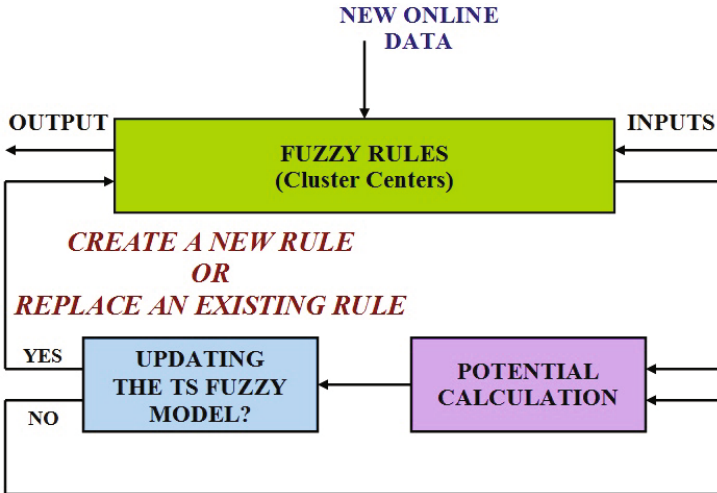 NEW ONLINE
DATA
OUTPUT
INPUTS
FUZZY RULES
(Cluster Centers)
CREATE A NEW RULE
OR
REPLACE AN EXISTING RULE
YES
NO
UPDATING
THE TS FUZZY
MODEL?
POTENTIAL
CALCULATION